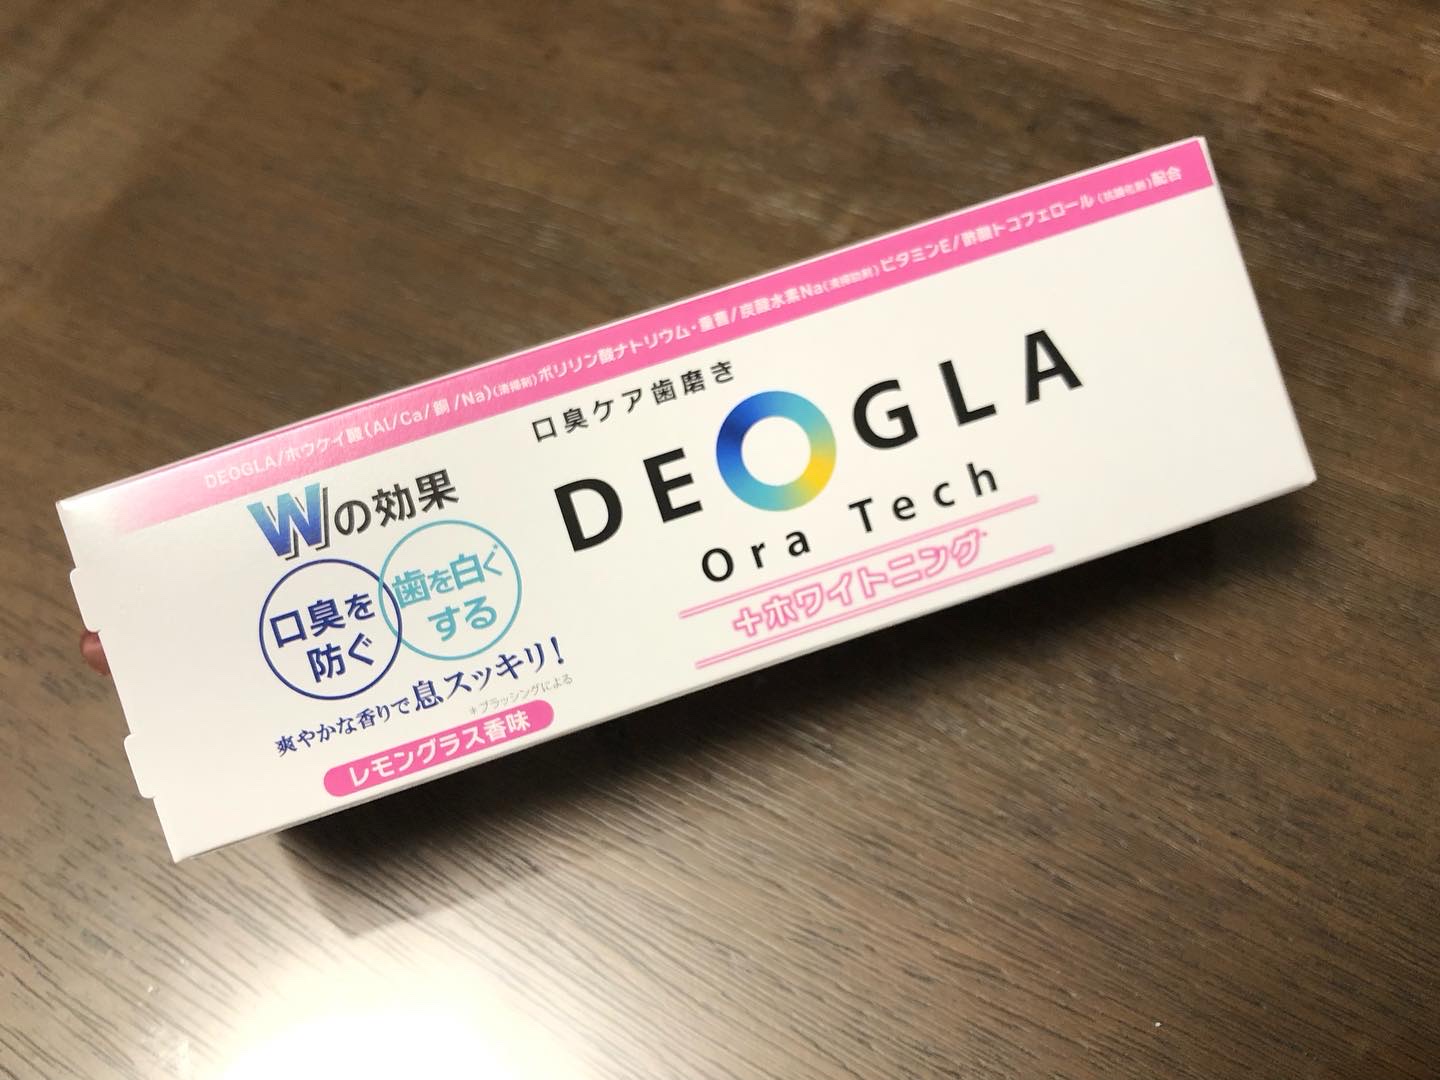 DEOGLA/ホウケイ酸(Al/Ca/銅/Na)(清掃剤)ポリリン酸ナトリウム・重曹/炭酸水素Na(清掃助剤)ビタミンE/酢酸トコフェロール(抗酸化剤)配合
口臭ケア歯磨き
DEOGLA
Ora Tech
+ホワイトニング*
Wの効果
口臭を
防ぐ
歯を白く*
する
爽やかな香りで息スッキリ!
*ブラッシングによる
レモングラス香味